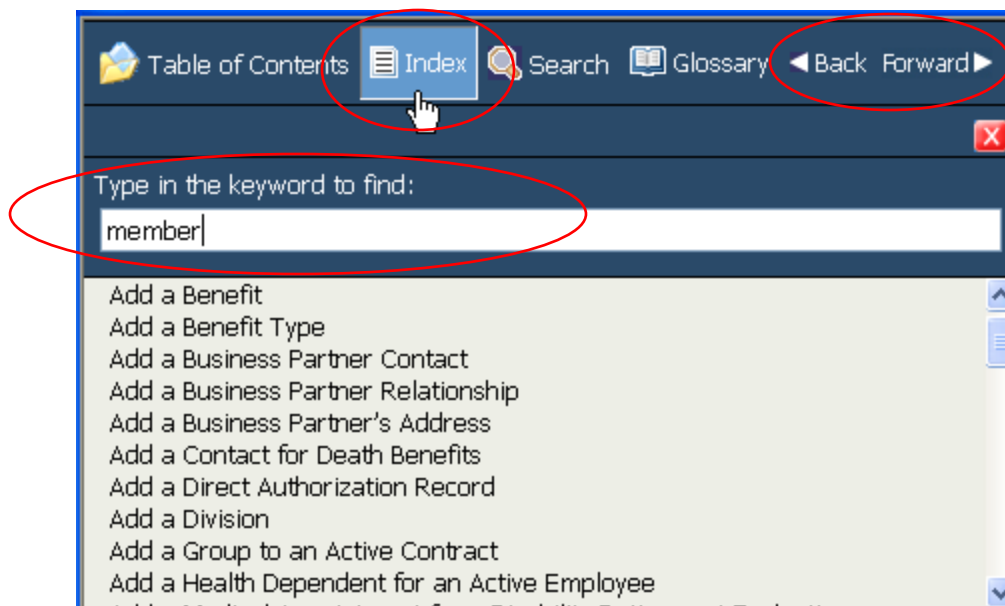 Table of Contents Index Search Glossary Back Forward
Type in the keyword to find:
member
Add a Benefit
Add a Benefit Type
Add a Business Partner Contact
Add a Business Partner Relationship
Add a Business Partner's Address
Add a Contact for Death Benefits
Add a Direct Authorization Record
Add a Division
Add a Group to an Active Contract
Add a Health Dependent for an Active Employee